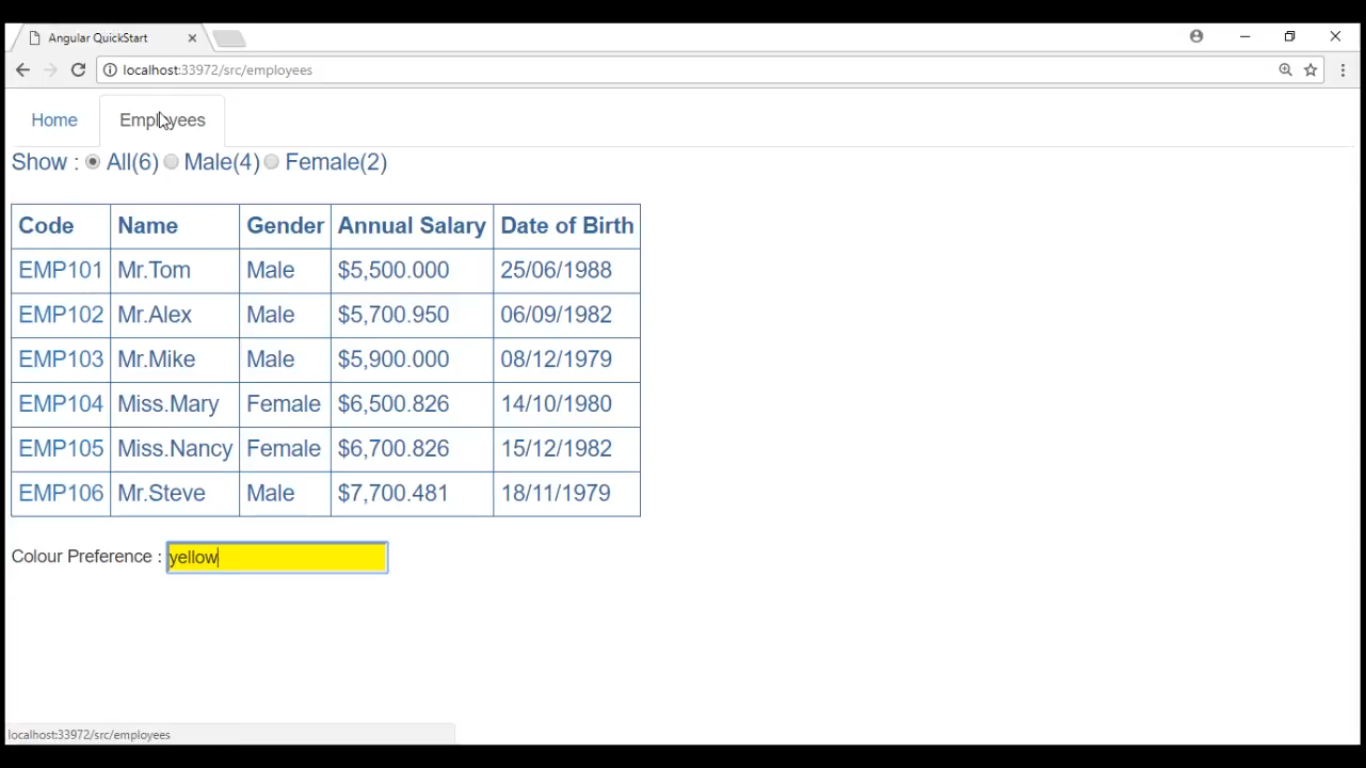 Angular QuickStart
localhost:33972/src/employees
Home Employees
Show : All(6) Male(4) Female(2)
Code Name Gender Annual Salary Date of Birth
EMP101 Mr.Tom Male $5,500.000 25/06/1988
EMP102 Mr.Alex Male $5,700.950 06/09/1982
EMP103 Mr.Mike Male $5,900.000 08/12/1979
EMP104 Miss.Mary Female $6,500.826 14/10/1980
EMP105 Miss.Nancy Female $6,700.826 15/12/1982
EMP106 Mr.Steve Male $7,700.481 18/11/1979
Colour Preference : yellow
localhost:33972/src/employees